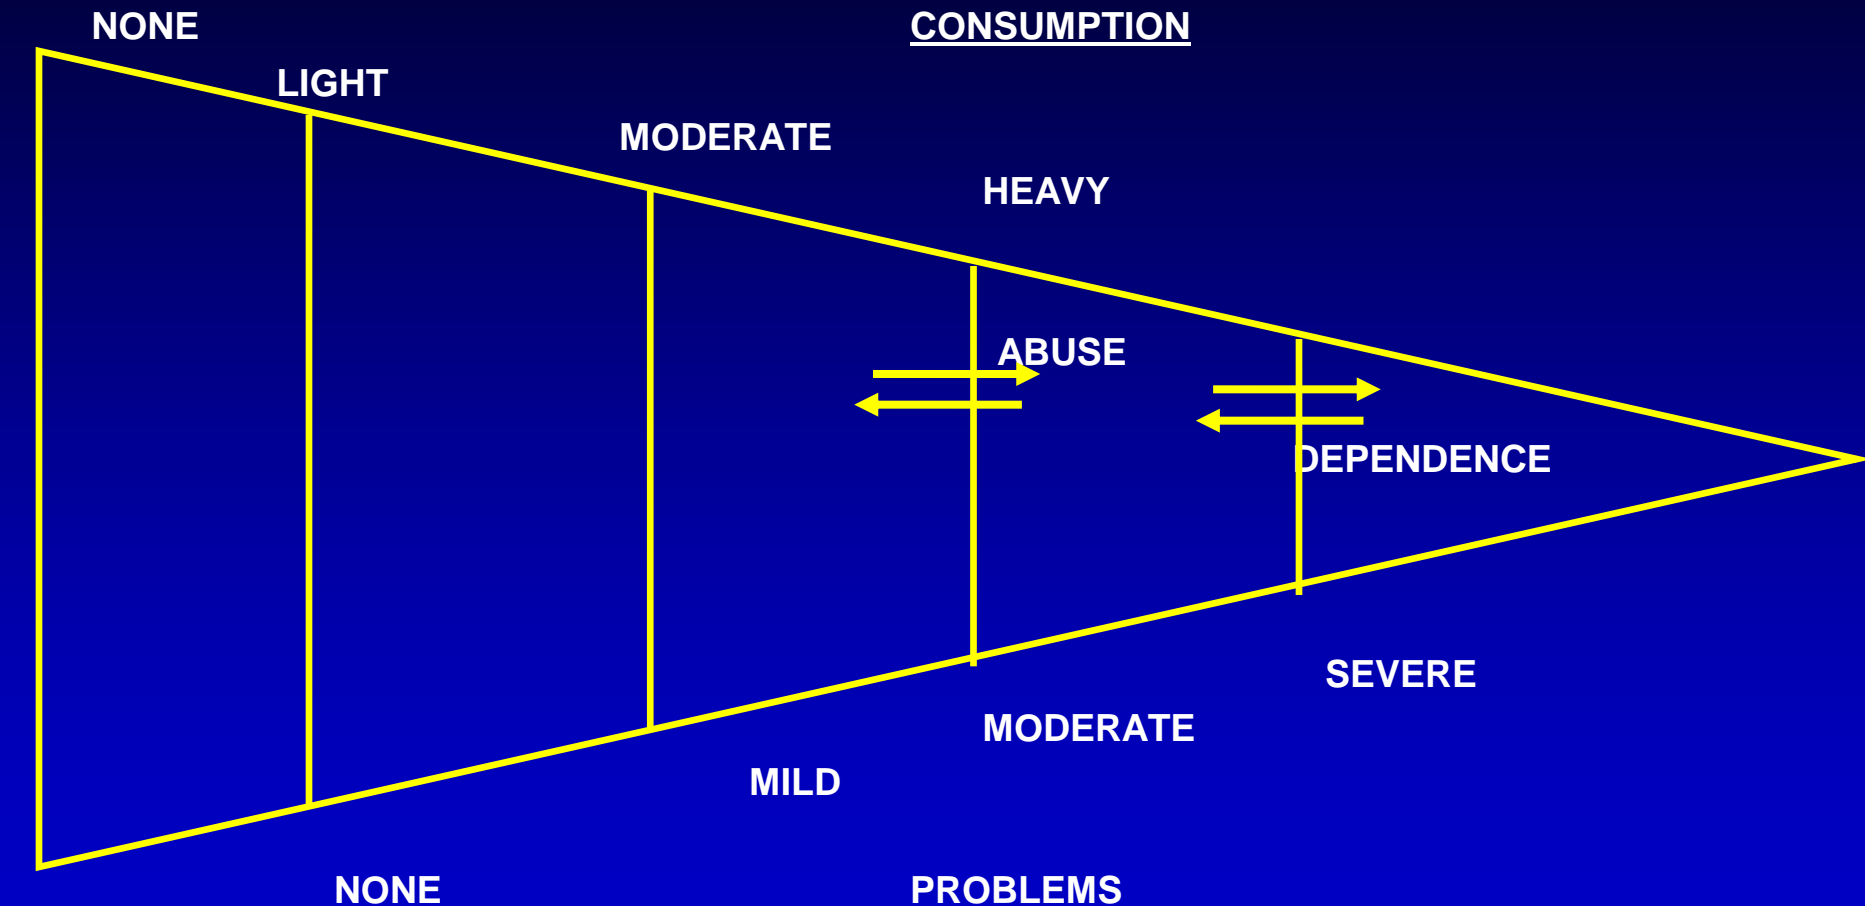 NONE
CONSUMPTION
LIGHT
MODERATE
HEAVY
ABUSE
DEPENDENCE
SEVERE
MODERATE
MILD
NONE
PROBLEMS